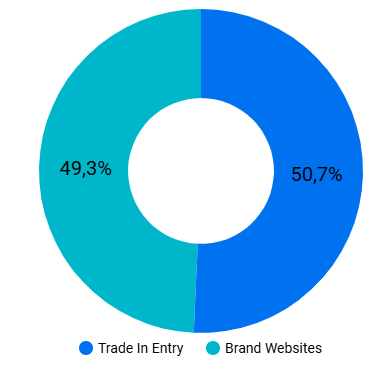 49,3%
50,7%
Trade In Entry
Brand Websites